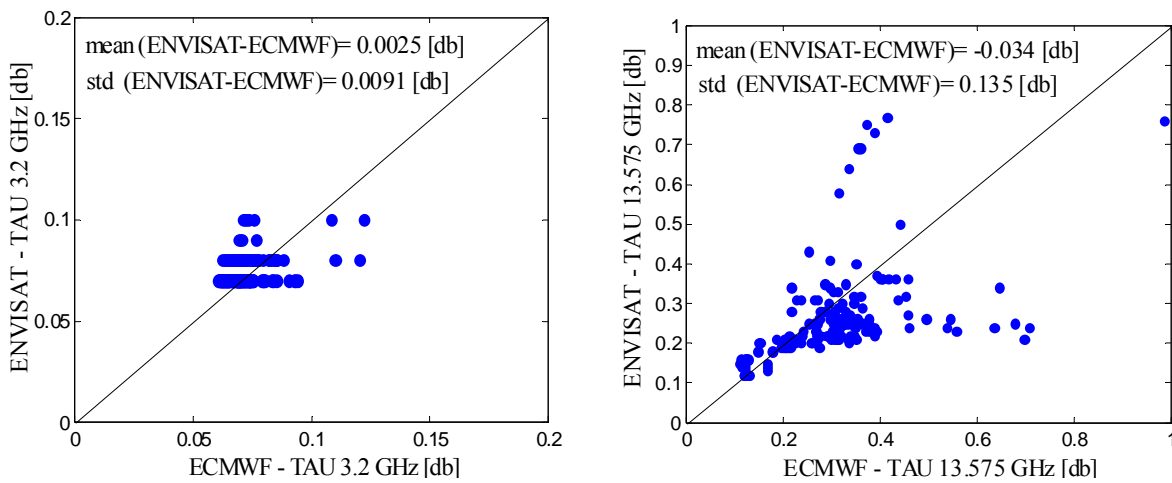 0.2
mean (ENVISAT-ECMWF)= 0.0025 [db]
std (ENVISAT-ECMWF)= 0.0091 [db]
0.15
0.1
0.05
0
0 0.05 0.1 0.15 0.2
ENVISAT - TAU 3.2 GHz [db]
ECMWF - TAU 3.2 GHz [db]
1
mean (ENVISAT-ECMWF)= -0.034 [db]
0.9
std (ENVISAT-ECMWF)= 0.135 [db]
0.8
0.7
0.6
0.5
0.4
0.3
0.2
0.1
0
0 0.2 0.4 0.6 0.8 1
ENVISAT - TAU 13.575 GHz [db]
ECMWF - TAU 13.575 GHz [db]